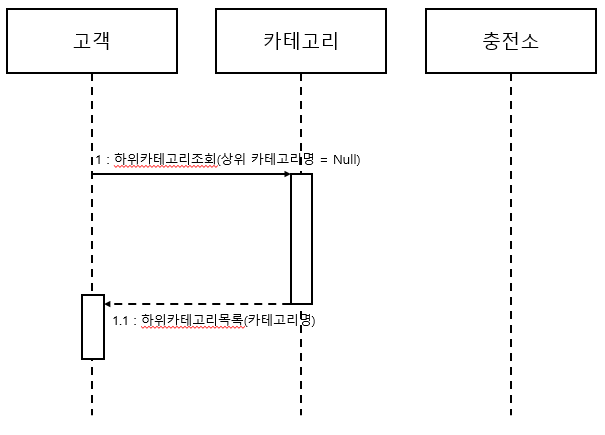 고객
카테고리
충전소
1 : 하위카테고리조회(상위 카테고리명 = Null)
1.1 : 하위카테고리목록(카테고리명)